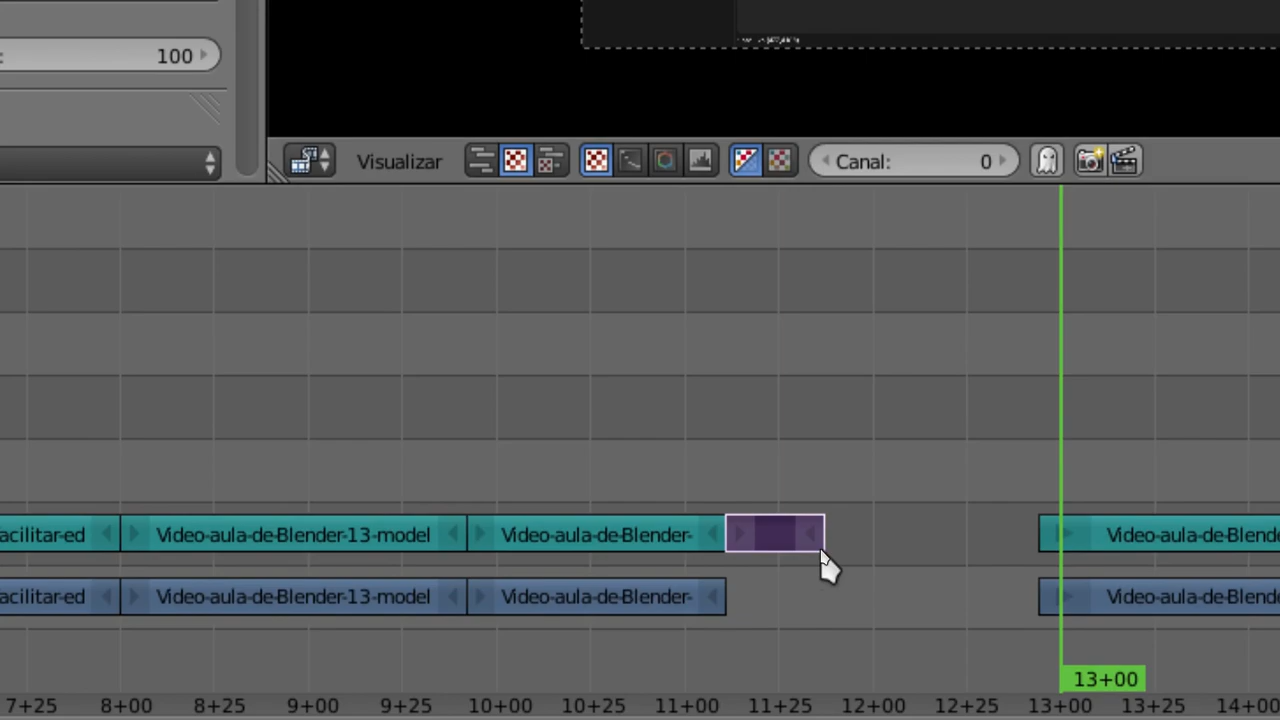 100
Visualizar
Canal: 0
acilitar-ed
Video-aula-de-Blender-13-model
Video-aula-de-Blender-
Video-aula-de-Blende
acilitar-ed
Video-aula-de-Blender-13-model
Video-aula-de-Blender-
Video-aula-de-Blende
13+00
7+25 8+00 8+25 9+00 9+25 10+00 10+25 11+00 11+25 12+00 12+25 13+00 13+25 14+00